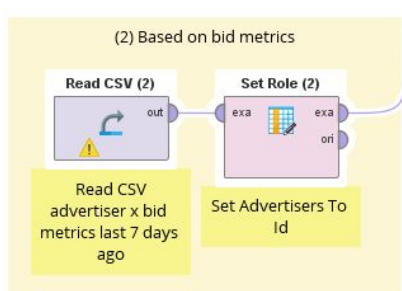 (2) Based on bid metrics
Read CSV (2)
Set Role (2)
out
exa
exa
ori
Read CSV
advertiser x bid
metrics last 7 days
ago
Set Advertisers To
Id